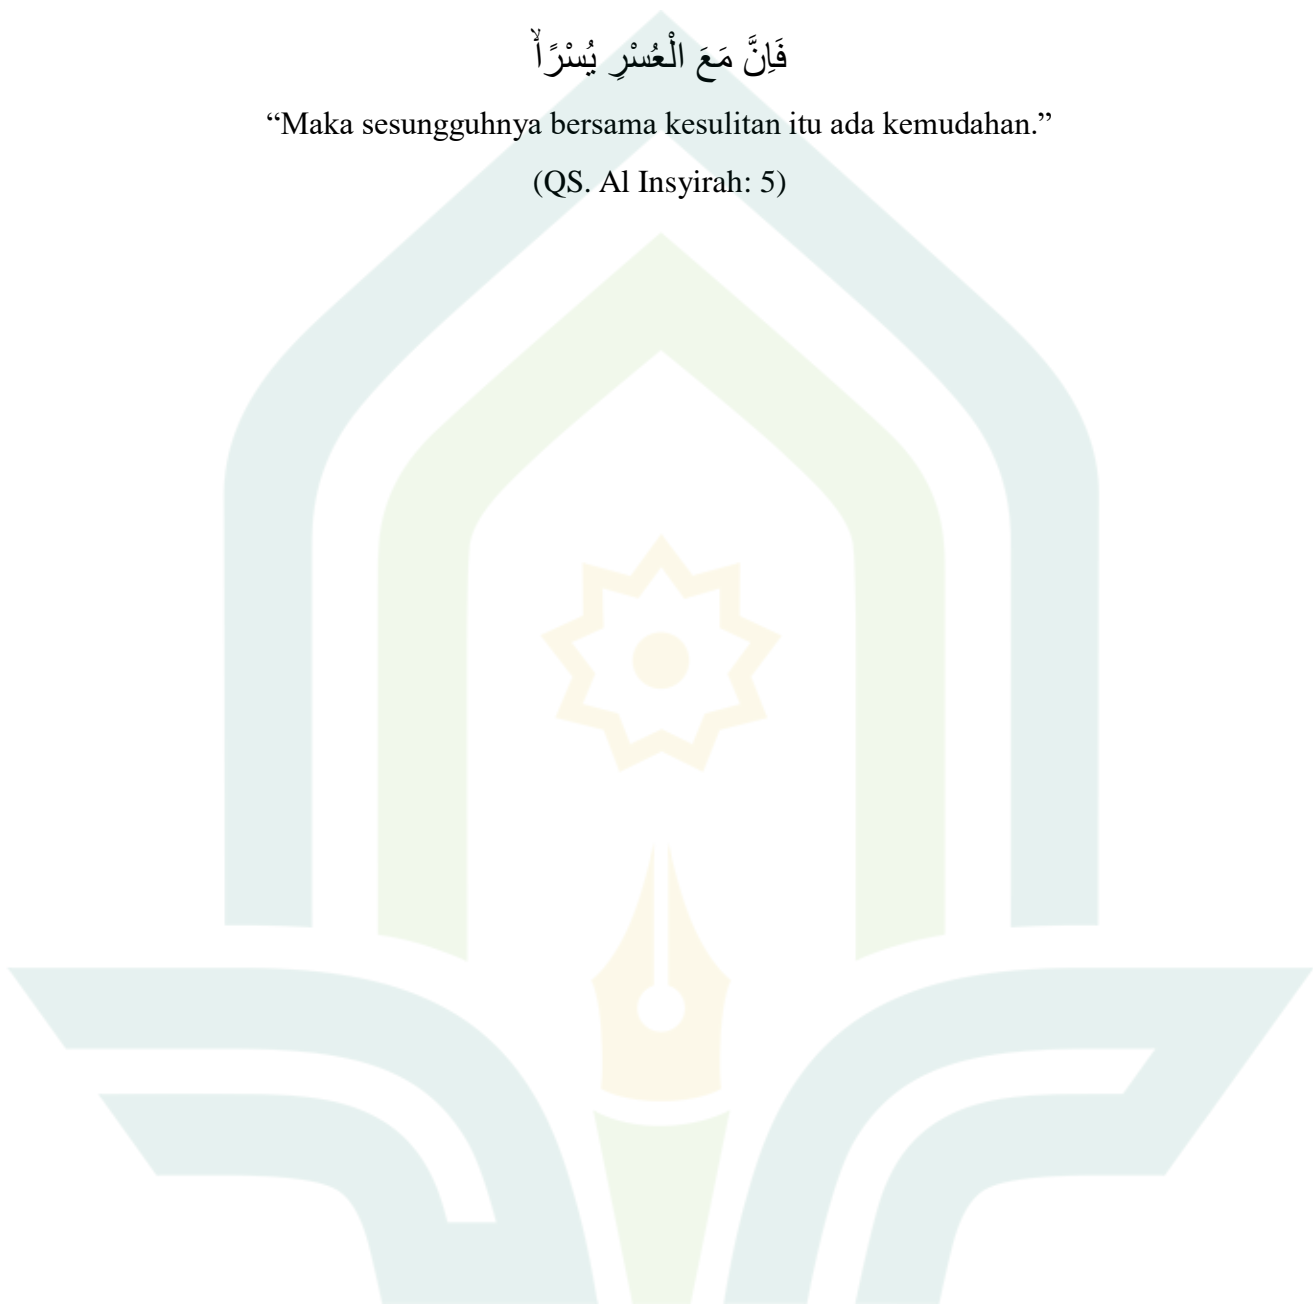 فَاِنَّ مَعَ الْعُسْرِ يُسْرًاۙ
“Maka sesungguhnya bersama kesulitan itu ada kemudahan.”
(QS. Al Insyirah: 5)